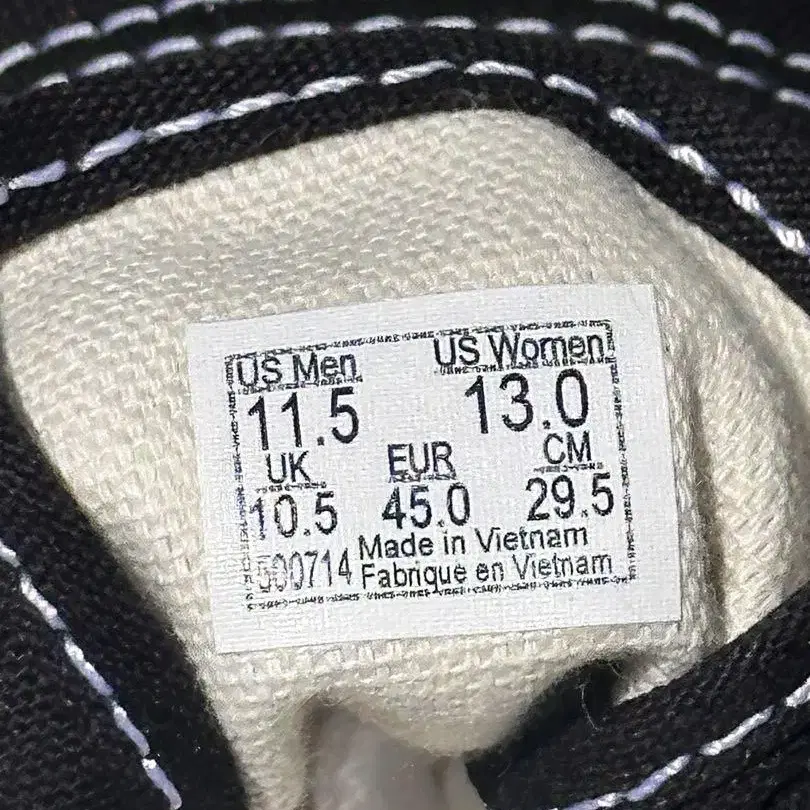 US Men US Women
11.5 13.0
UK EUR CM
10.5 45.0 29.5
500714 Made in Vietnam
Fabrique en Vietnam